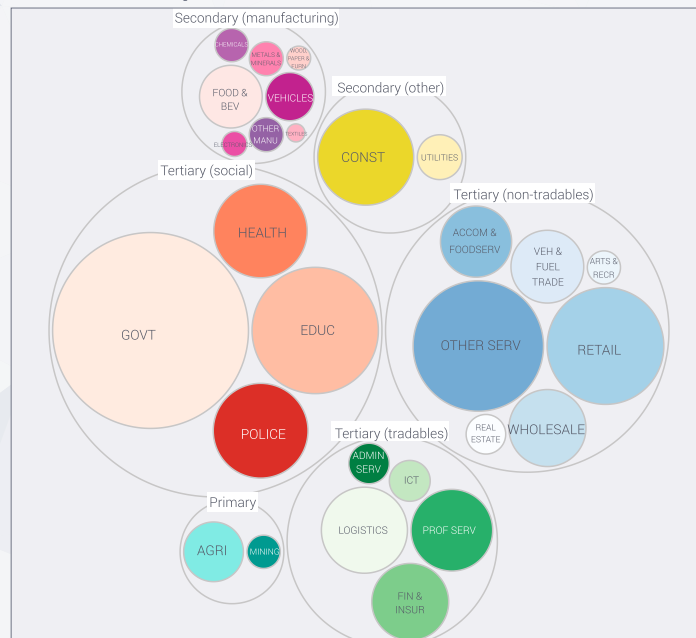 Secondary (manufacturing)
CHEMICALS
METALS &
MINERALS
WOOD,
PAPER &
FURN
FOOD &
BEV
VEHICLES
OTHER
MANU
ELECTRONICS
TEXTILES
Secondary (other)
CONST
UTILITIES
Tertiary (social)
HEALTH
GOVT
EDUC
POLICE
Tertiary (non-tradables)
ACCOM &
FOODSERV
VEH &
FUEL
TRADE
ARTS &
RECR
OTHER SERV
RETAIL
REAL
ESTATE
WHOLESALE
Tertiary (tradables)
ADMIN
SERV
ICT
LOGISTICS
PROF SERV
FIN &
INSUR
Primary
AGRI
MINING